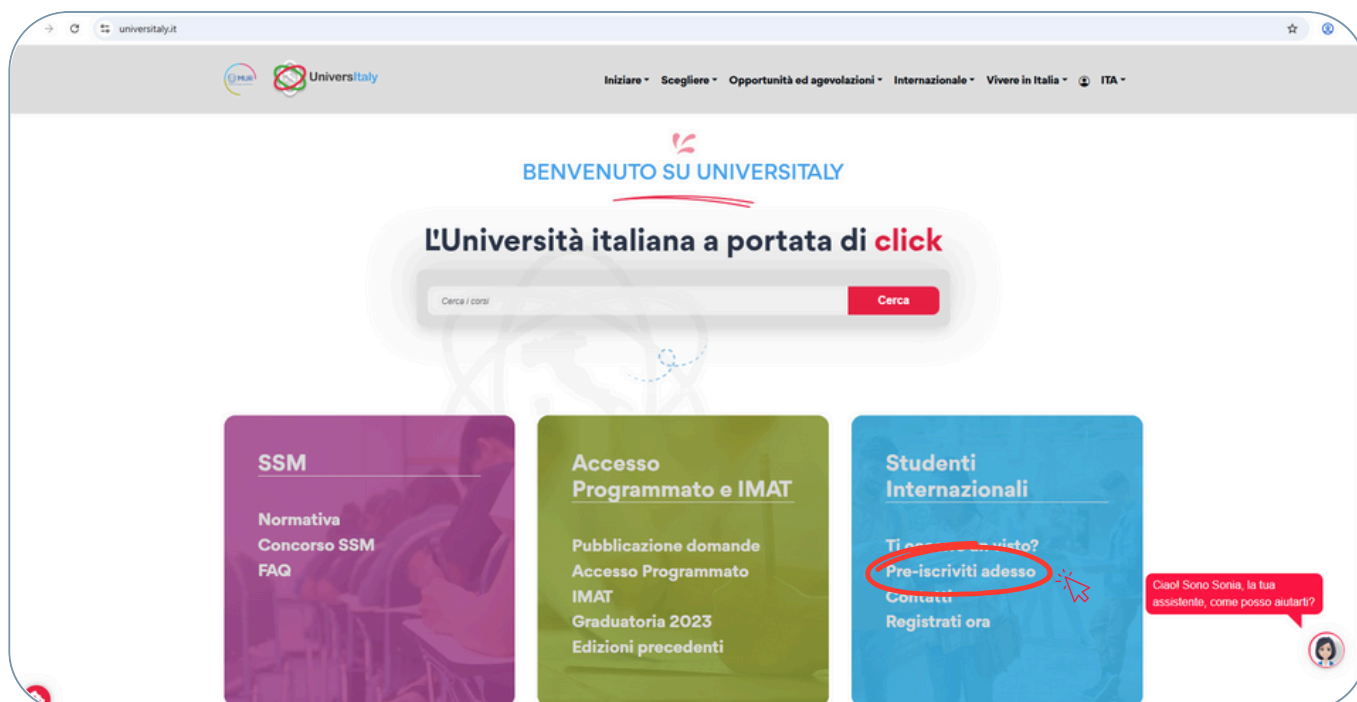 universitaly.it
MUR
Universitaly
Iniziare Scegliere Opportunità ed agevolazioni Internazionale Vivere in Italia ITA
BENVENUTO SU UNIVERSITALY
L'Università italiana a portata di click
Cerca i corsi Cerca
SSM
Normativa
Concorso SSM
FAQ
Accesso
Programmato e IMAT
Pubblicazione domande
Accesso Programmato
IMAT
Graduatoria 2023
Edizioni precedenti
Studenti
Internazionali
Ti occorre un visto?
Pre-iscriviti adesso
Contatti
Registrati ora
Ciao! Sono Sonia, la tua
assistente, come posso aiutarti?